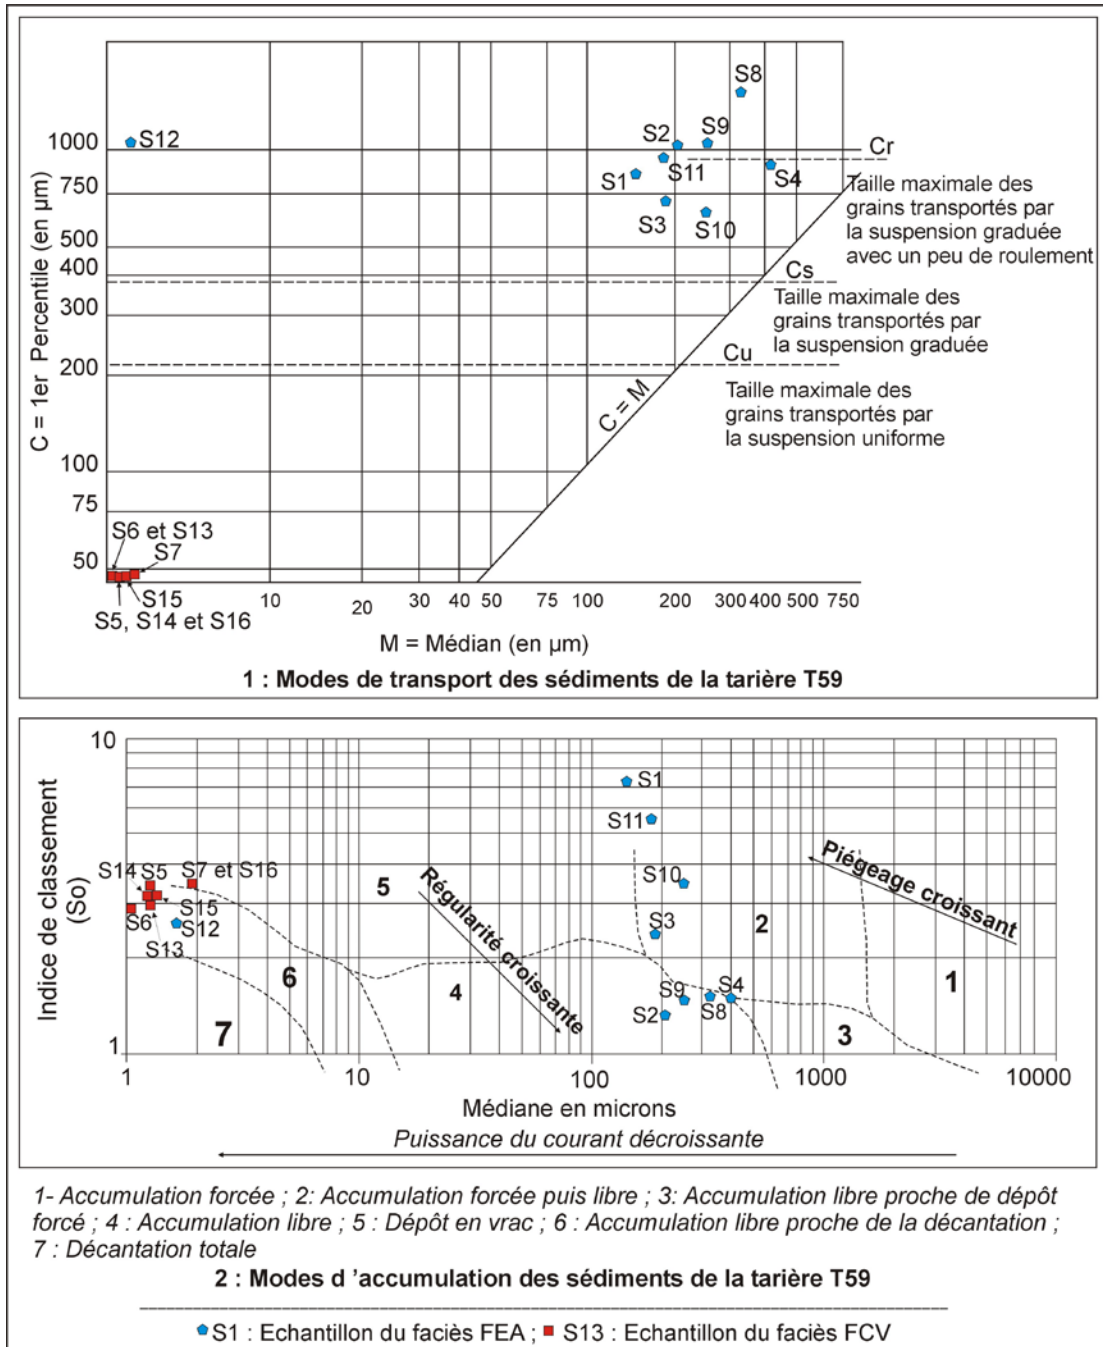 C = 1er Percentile (en µm)
1000
750
500
400
300
200
100
75
50
S12
S8
S2
S9
S1
S11
S4
S3
S10
Cr
Taille maximale des
grains transportés par
la suspension graduée
avec un peu de roulement
Cs
Taille maximale des
grains transportés par
la suspension graduée
Cu
Taille maximale des
grains transportés par
la suspension uniforme
C = M
S6 et S13
S7
S15
S5, S14 et S16
10 20 30 40 50 75 100 200 300 400 500 750
M = Médian (en µm)
1 : Modes de transport des sédiments de la tarière T59
Indice de classement
(So)
10
1
S1
S11
S10
S3
S14 S5 S7 et S16
S15
S6 S12
S13
S9 S4
S2 S8
5
Régularité croissante
Piégeage croissant
2
1
6
4
7
3
1 10 100 1000 10000
Médiane en microns
Puissance du courant décroissante
1- Accumulation forcée ; 2: Accumulation forcée puis libre ; 3: Accumulation libre proche de dépôt
forcé ; 4 : Accumulation libre ; 5 : Dépôt en vrac ; 6 : Accumulation libre proche de la décantation ;
7 : Décantation totale
2 : Modes d ’accumulation des sédiments de la tarière T59
S1 : Echantillon du faciès FEA ; S13 : Echantillon du faciès FCV